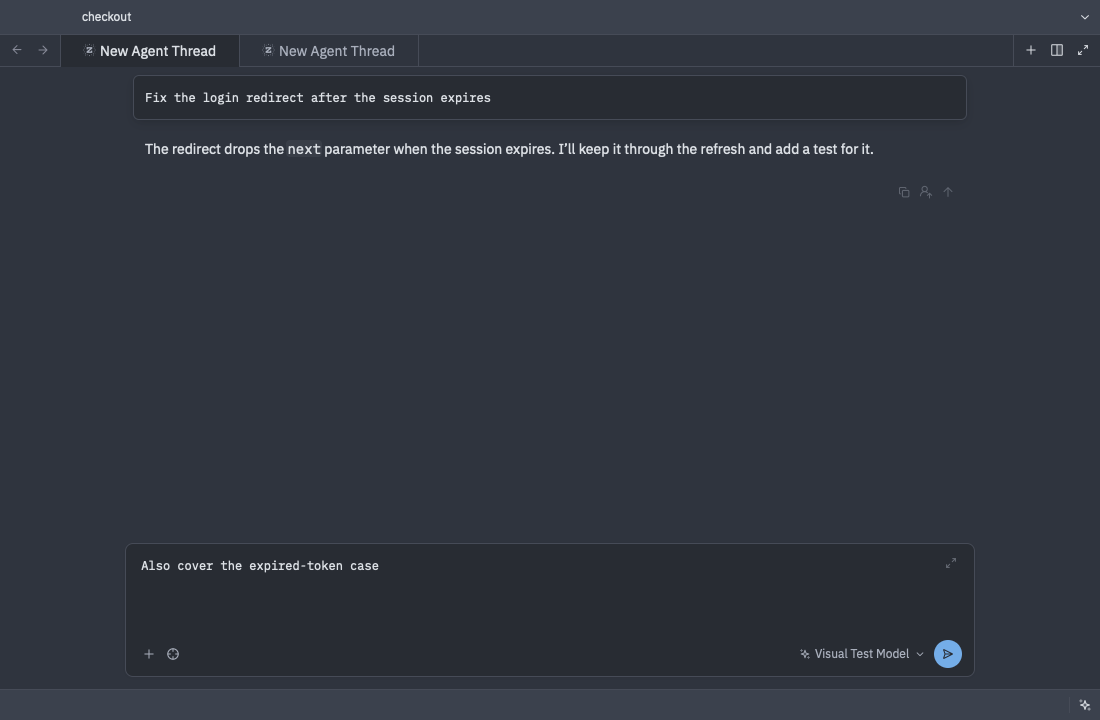 checkout
New Agent Thread
New Agent Thread
Fix the login redirect after the session expires
The redirect drops the next parameter when the session expires. I’ll keep it through the refresh and add a test for it.
Also cover the expired-token case
Visual Test Model